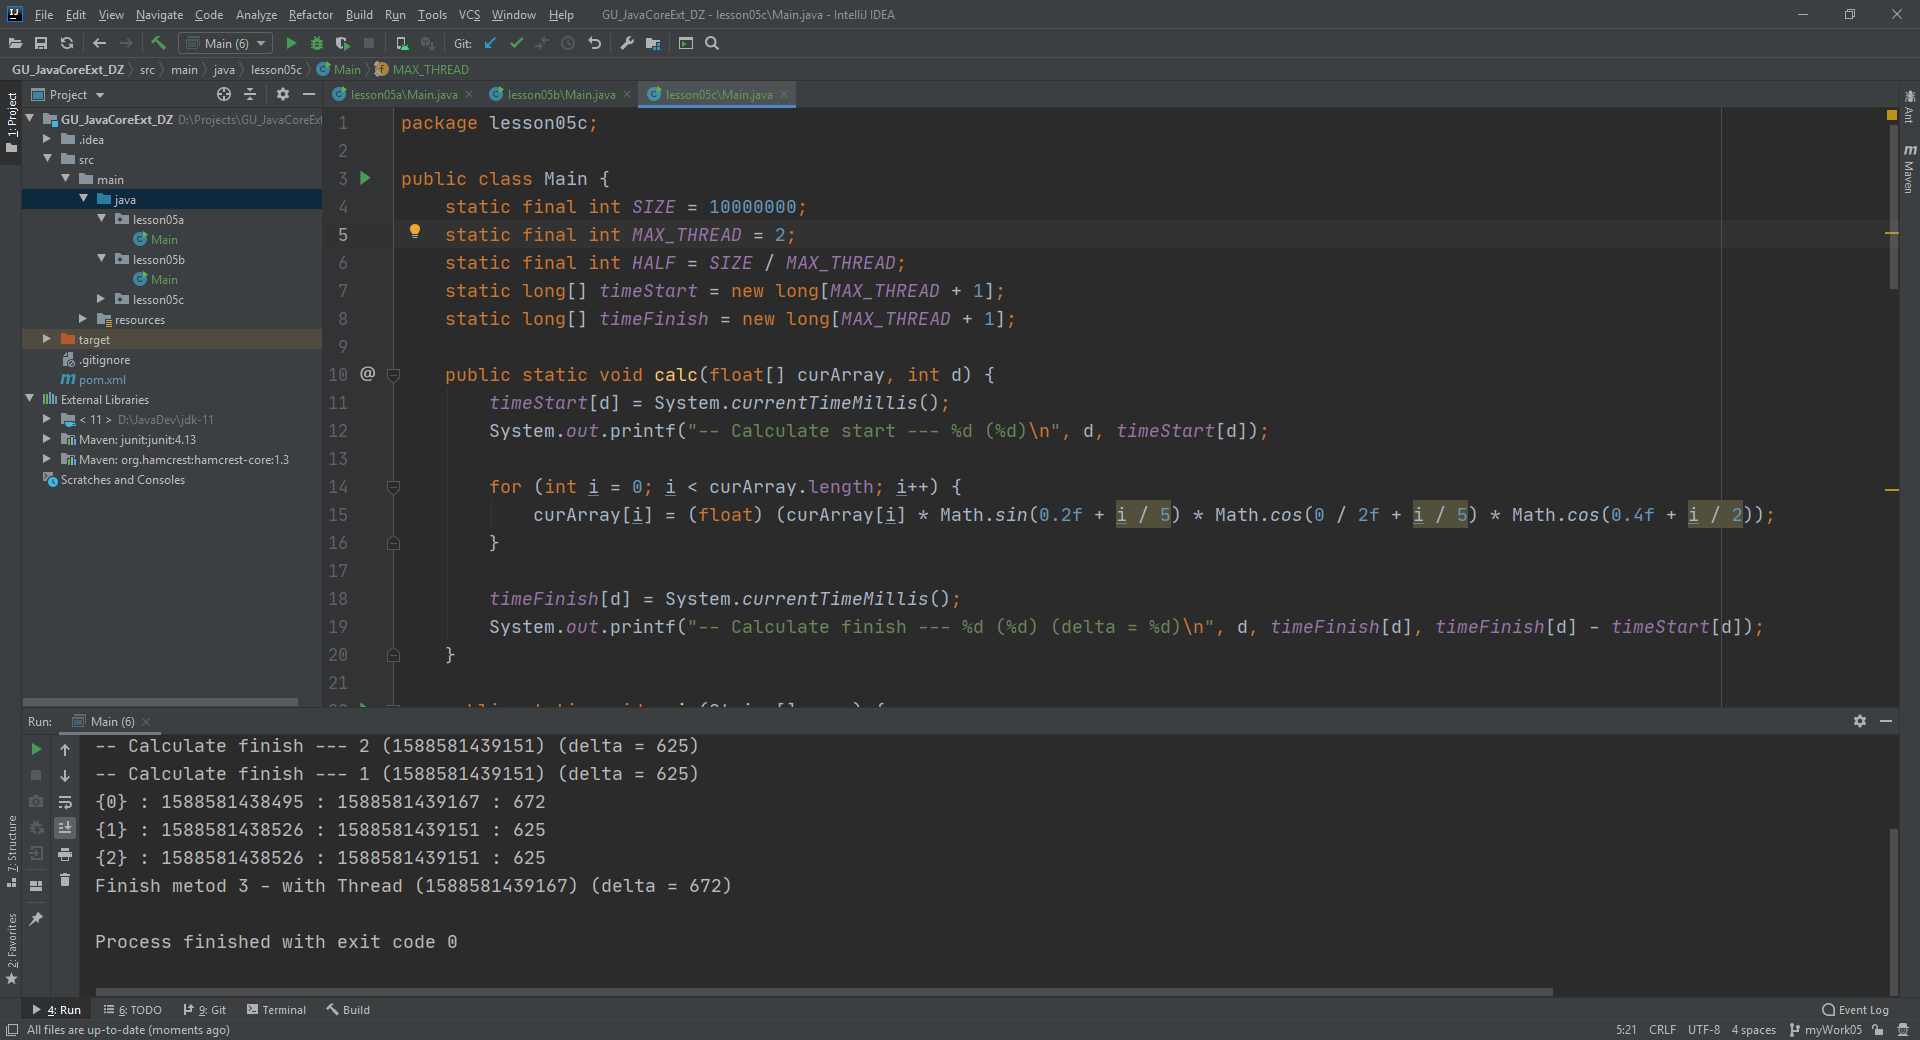 File Edit View Navigate Code Analyze Refactor Build Run Tools VCS Window Help GU_JavaCoreExt_DZ - lesson05c\Main.java - IntelliJ IDEA
Main (6) Git:
GU_JavaCoreExt_DZ src main java lesson05c Main MAX_THREAD
Project
lesson05a\Main.java lesson05b\Main.java lesson05c\Main.java
1: Project
GU_JavaCoreExt_DZ D:\Projects\GU_JavaCoreExt
.idea
src
main
java
lesson05a
Main
lesson05b
Main
lesson05c
resources
target
.gitignore
pom.xml
External Libraries
< 11 > D:\JavaDev\jdk-11
Maven: junit:junit:4.13
Maven: org.hamcrest:hamcrest-core:1.3
Scratches and Consoles
1 package lesson05c;
2
3 public class Main {
4 static final int SIZE = 10000000;
5 static final int MAX_THREAD = 2;
6 static final int HALF = SIZE / MAX_THREAD;
7 static long[] timeStart = new long[MAX_THREAD + 1];
8 static long[] timeFinish = new long[MAX_THREAD + 1];
9
10 @ public static void calc(float[] curArray, int d) {
11 timeStart[d] = System.currentTimeMillis();
12 System.out.printf("-- Calculate start --- %d (%d)\n", d, timeStart[d]);
13
14 for (int i = 0; i < curArray.length; i++) {
15 curArray[i] = (float) (curArray[i] * Math.sin(0.2f + i / 5) * Math.cos(0 / 2f + i / 5) * Math.cos(0.4f + i / 2));
16 }
17
18 timeFinish[d] = System.currentTimeMillis();
19 System.out.printf("-- Calculate finish --- %d (%d) (delta = %d)\n", d, timeFinish[d], timeFinish[d] - timeStart[d]);
20 }
21
Ant
Maven
Run: Main (6)
-- Calculate finish --- 2 (1588581439151) (delta = 625)
-- Calculate finish --- 1 (1588581439151) (delta = 625)
{0} : 1588581438495 : 1588581439167 : 672
{1} : 1588581438526 : 1588581439151 : 625
{2} : 1588581438526 : 1588581439151 : 625
Finish metod 3 - with Thread (1588581439167) (delta = 672)
Process finished with exit code 0
7: Structure
2: Favorites
4: Run 6: TODO 9: Git Terminal Build Event Log
All files are up-to-date (moments ago) 5:21 CRLF UTF-8 4 spaces myWork05